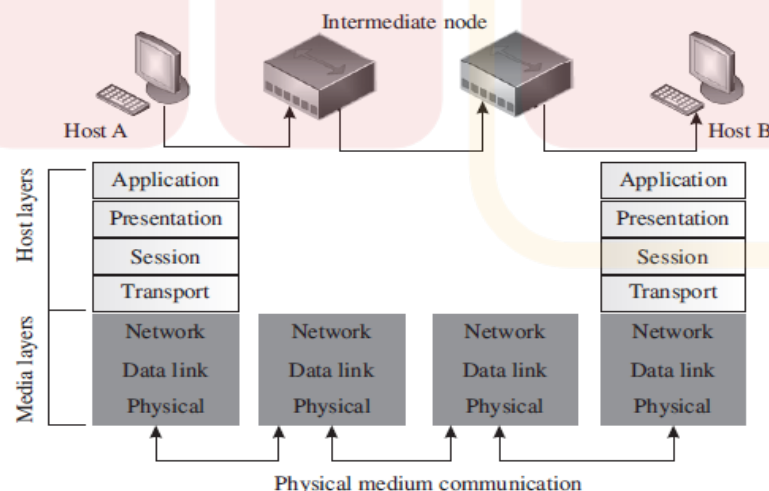 Intermediate node
Host A
Host B
Host layers
Application
Presentation
Session
Transport
Application
Presentation
Session
Transport
Media layers
Network
Data link
Physical
Network
Data link
Physical
Network
Data link
Physical
Network
Data link
Physical
Physical medium communication